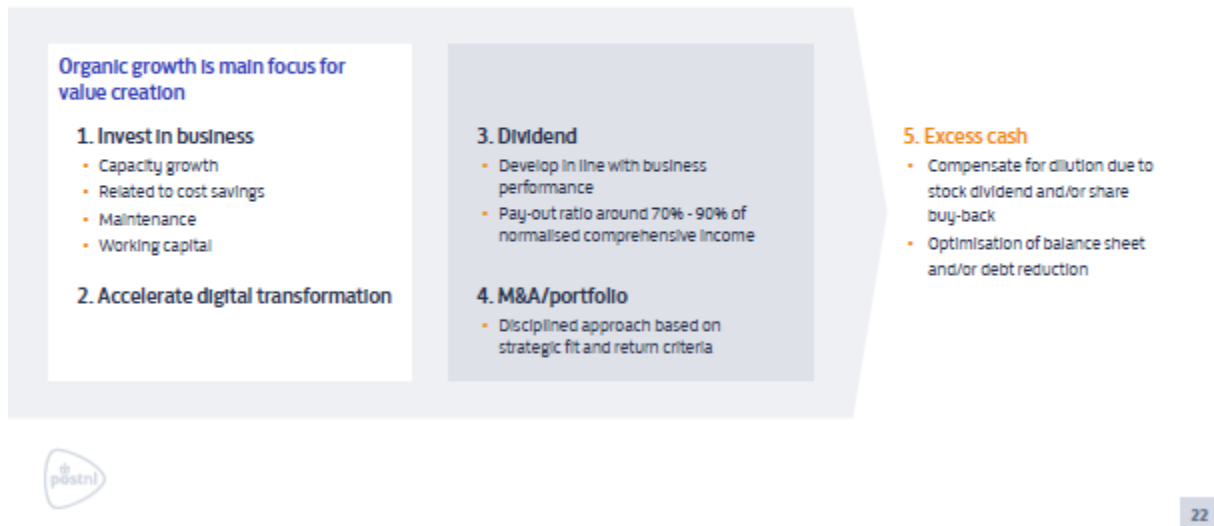 Organic growth is main focus for
value creation
1. Invest in business
• Capacity growth
• Related to cost savings
• Maintenance
• Working capital
2. Accelerate digital transformation
3. Dividend
• Develop in line with business
performance
• Pay-out ratio around 70% - 90% of
normalised comprehensive income
4. M&A/portfolio
• Disciplined approach based on
strategic fit and return criteria
5. Excess cash
• Compensate for dilution due to
stock dividend and/or share
buy-back
• Optimisation of balance sheet
and/or debt reduction
postnl
22